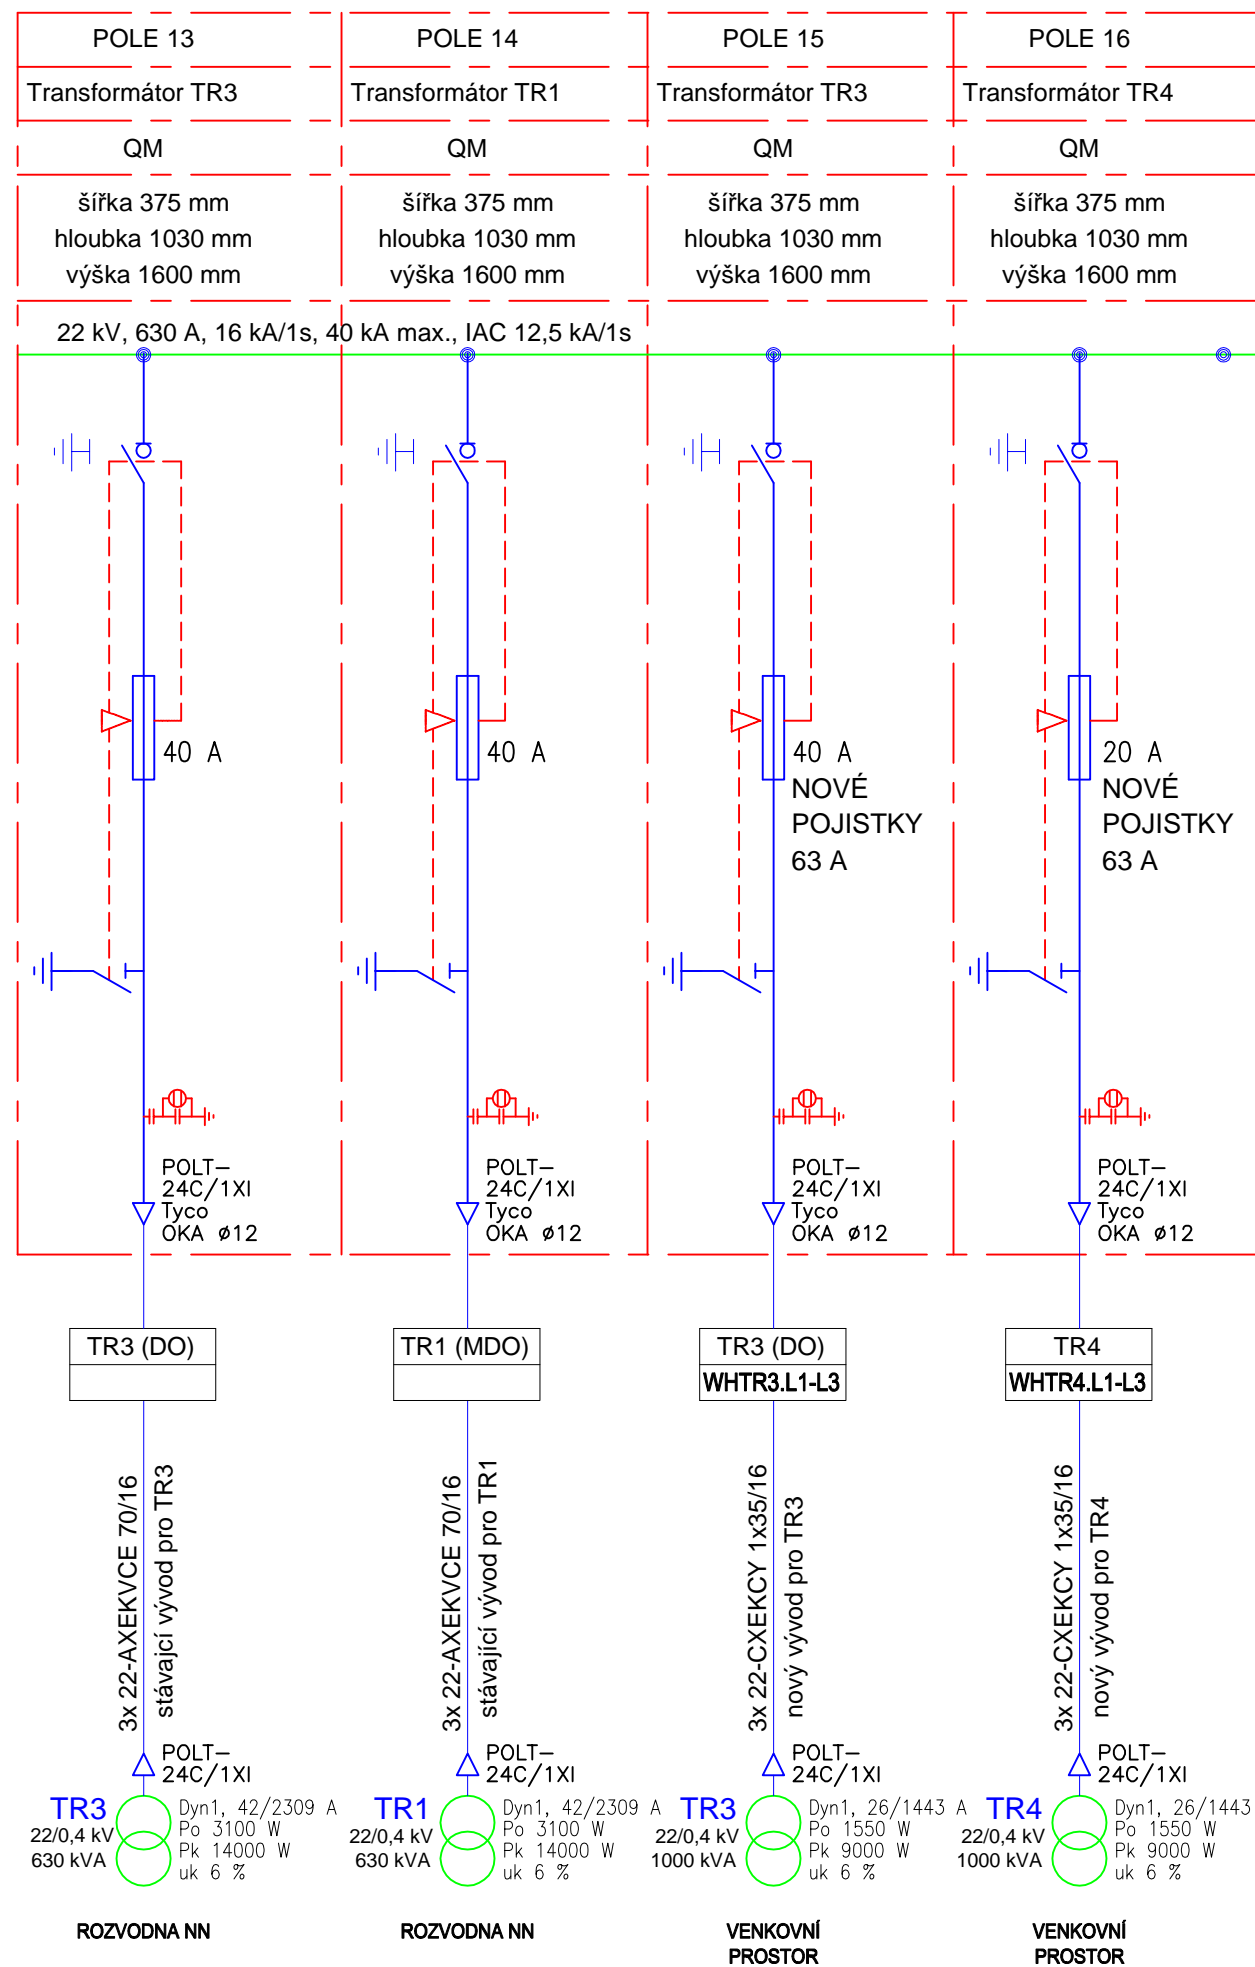 POLE 13
POLE 14
POLE 15
POLE 16
Transformátor TR3
Transformátor TR1
Transformátor TR3
Transformátor TR4
QM
QM
QM
QM
šířka 375 mm
hloubka 1030 mm
výška 1600 mm
šířka 375 mm
hloubka 1030 mm
výška 1600 mm
šířka 375 mm
hloubka 1030 mm
výška 1600 mm
šířka 375 mm
hloubka 1030 mm
výška 1600 mm
22 kV, 630 A, 16 kA/1s, 40 kA max., IAC 12,5 kA/1s
40 A
40 A
40 A
NOVÉ
POJISTKY
63 A
20 A
NOVÉ
POJISTKY
63 A
POLT-
24C/1XI
Tyco
OKA ø12
POLT-
24C/1XI
Tyco
OKA ø12
POLT-
24C/1XI
Tyco
OKA ø12
POLT-
24C/1XI
Tyco
OKA ø12
TR3 (DO)
TR1 (MDO)
TR3 (DO)
WHTR3.L1-L3
TR4
WHTR4.L1-L3
3x 22-AXEKVCE 70/16
stávající vývod pro TR3
3x 22-AXEKVCE 70/16
stávající vývod pro TR1
3x 22-CXEKCY 1x35/16
nový vývod pro TR3
3x 22-CXEKCY 1x35/16
nový vývod pro TR4
POLT-
24C/1XI
POLT-
24C/1XI
POLT-
24C/1XI
POLT-
24C/1XI
TR3
22/0,4 kV
630 kVA
Dyn1, 42/2309 A
Po 3100 W
Pk 14000 W
uk 6 %
TR1
22/0,4 kV
630 kVA
Dyn1, 42/2309 A
Po 3100 W
Pk 14000 W
uk 6 %
TR3
22/0,4 kV
1000 kVA
Dyn1, 26/1443 A
Po 1550 W
Pk 9000 W
uk 6 %
TR4
22/0,4 kV
1000 kVA
Dyn1, 26/1443
Po 1550 W
Pk 9000 W
uk 6 %
ROZVODNA NN
ROZVODNA NN
VENKOVNÍ
PROSTOR
VENKOVNÍ
PROSTOR